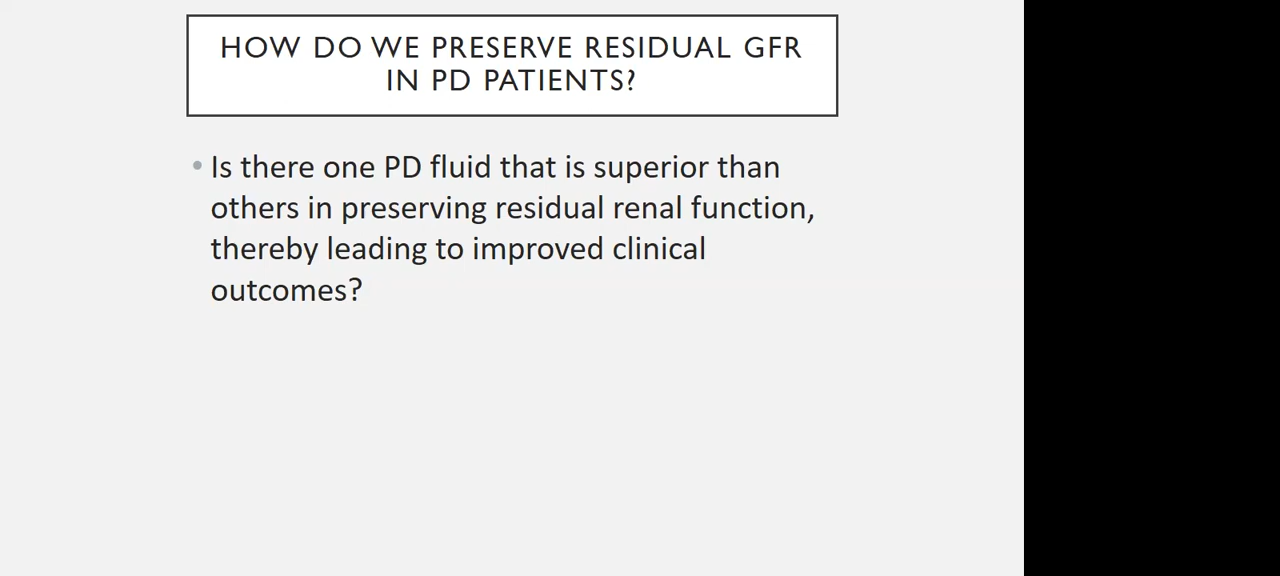 HOW DO WE PRESERVE RESIDUAL GFR
IN PD PATIENTS?
• Is there one PD fluid that is superior than
others in preserving residual renal function,
thereby leading to improved clinical
outcomes?